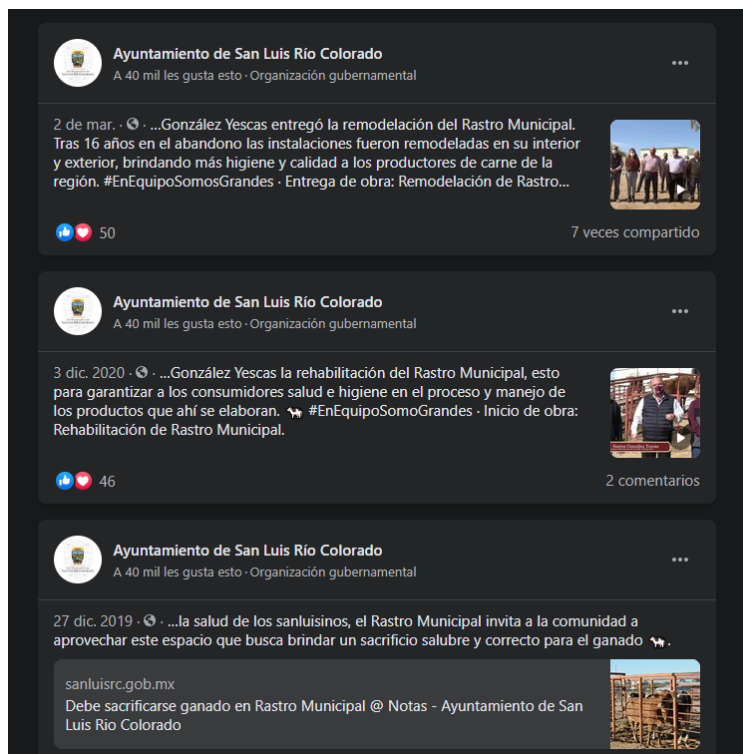 Ayuntamiento de San Luis Río Colorado
A 40 mil les gusta esto · Organización gubernamental
2 de mar. · ...González Yescas entregó la remodelación del Rastro Municipal.
Tras 16 años en el abandono las instalaciones fueron remodeladas en su interior
y exterior, brindando más higiene y calidad a los productores de carne de la
región. #EnEquipoSomosGrandes · Entrega de obra: Remodelación de Rastro...
50
7 veces compartido
Ayuntamiento de San Luis Río Colorado
A 40 mil les gusta esto · Organización gubernamental
3 dic. 2020 · ...González Yescas la rehabilitación del Rastro Municipal, esto
para garantizar a los consumidores salud e higiene en el proceso y manejo de
los productos que ahí se elaboran. 🐄 #EnEquipoSomoGrandes · Inicio de obra:
Rehabilitación de Rastro Municipal.
46
2 comentarios
Ayuntamiento de San Luis Río Colorado
A 40 mil les gusta esto · Organización gubernamental
27 dic. 2019 · ...la salud de los sanluisinos, el Rastro Municipal invita a la comunidad a
aprovechar este espacio que busca brindar un sacrificio salubre y correcto para el ganado 🐄.
sanluisrc.gob.mx
Debe sacrificarse ganado en Rastro Municipal @ Notas - Ayuntamiento de San
Luis Rio Colorado